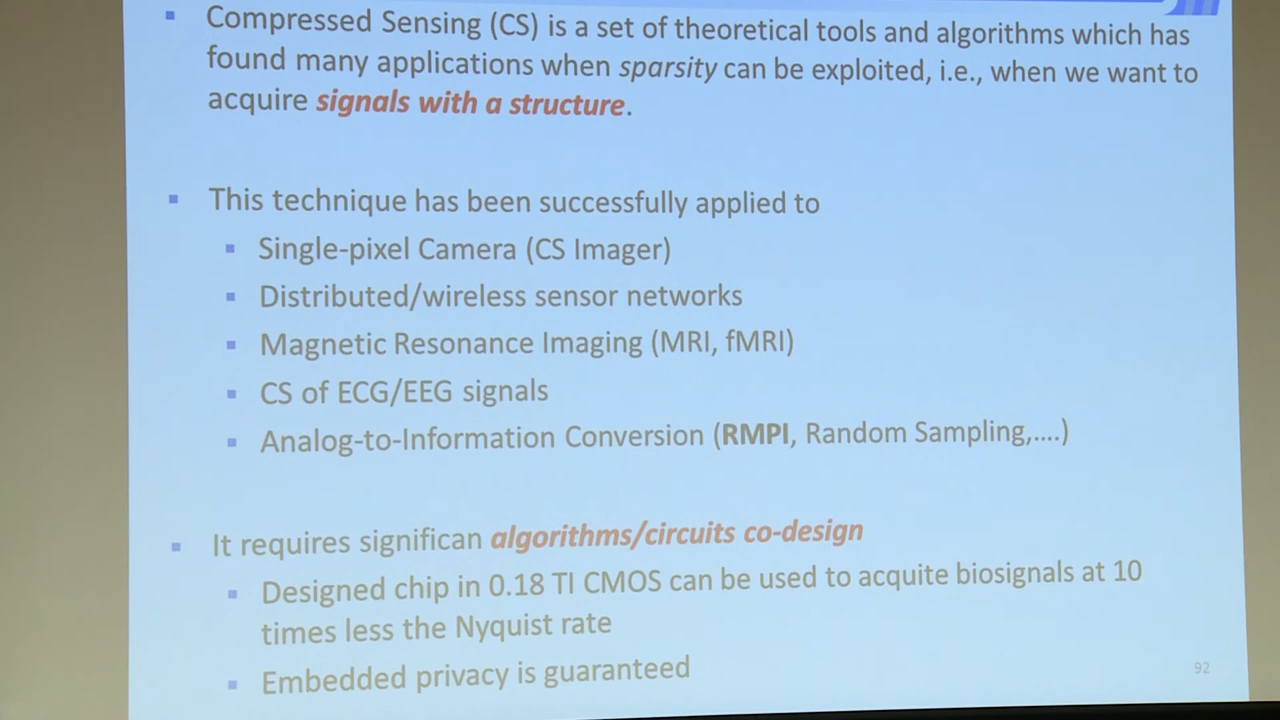 Compressed Sensing (CS) is a set of theoretical tools and algorithms which has
found many applications when sparsity can be exploited, i.e., when we want to
acquire signals with a structure.
This technique has been successfully applied to
Single-pixel Camera (CS Imager)
Distributed/wireless sensor networks
Magnetic Resonance Imaging (MRI, fMRI)
CS of ECG/EEG signals
Analog-to-Information Conversion (RMPI, Random Sampling,....)
It requires significan algorithms/circuits co-design
Designed chip in 0.18 TI CMOS can be used to acquite biosignals at 10
times less the Nyquist rate
Embedded privacy is guaranteed
92